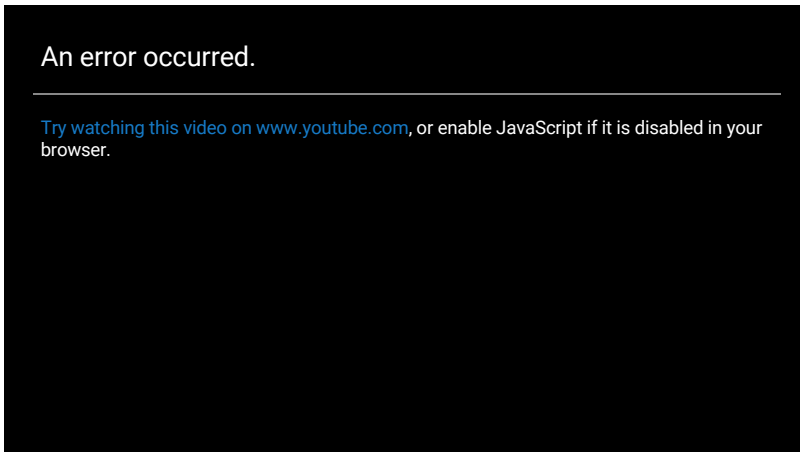 An error occurred.
Try watching this video on www.youtube.com, or enable JavaScript if it is disabled in your
browser.